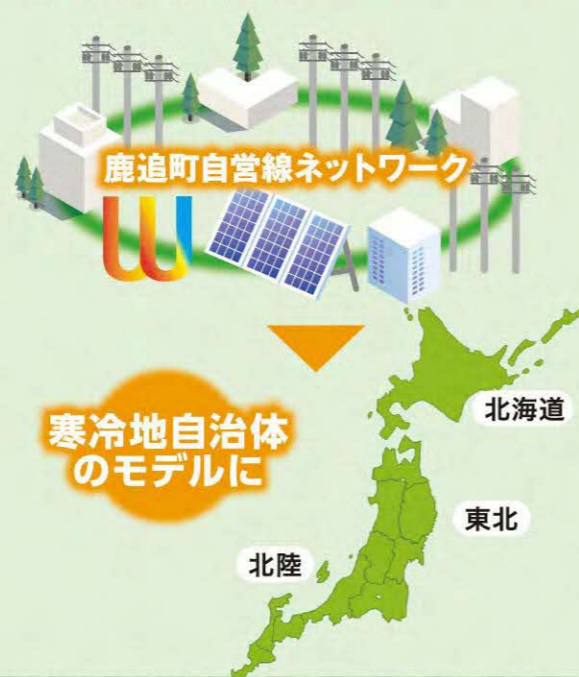 鹿追町自営線ネットワーク
寒冷地自治体
のモデルに
北海道
東北
北陸